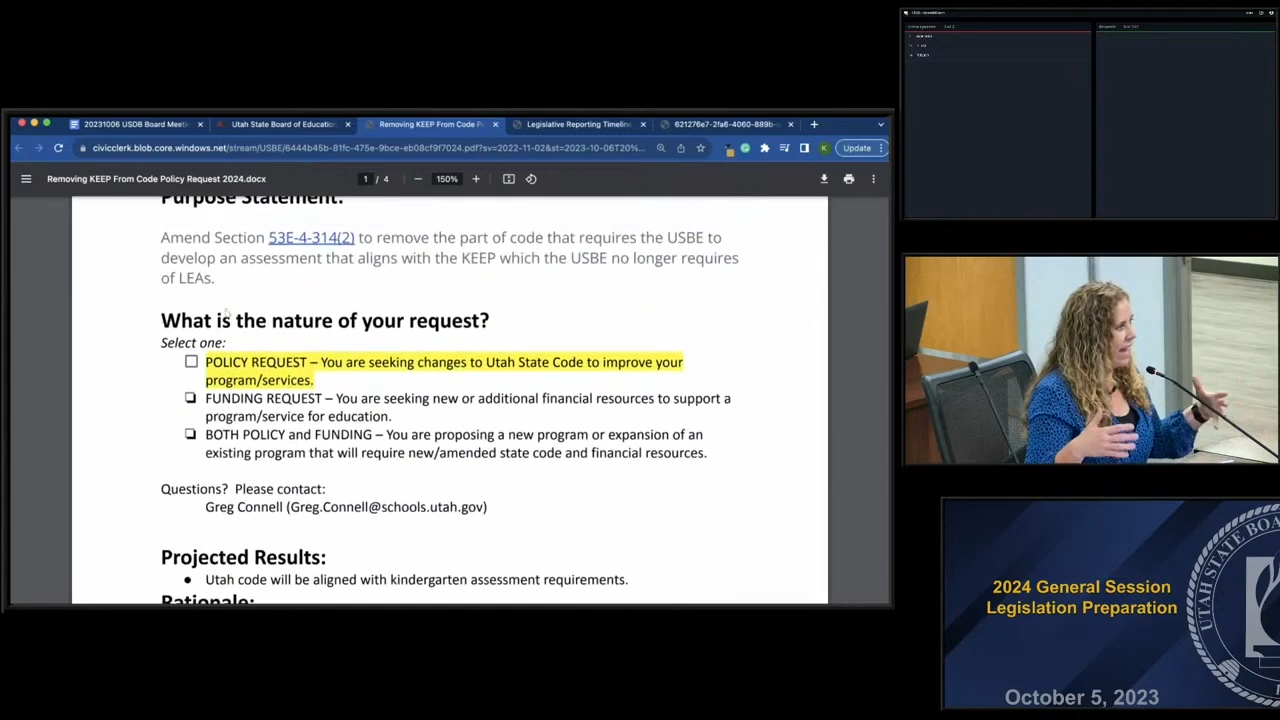 20231006 USDB Board Meeti
Utah State Board of Education
Removing KEEP From Code P
Legislative Reporting Timeline
621276e7-2fa6-4060-889b-
civicclerk.blob.core.windows.net/stream/USBE/6444b45b-81fc-475e-9bce-eb08cf9f7024.pdf?sv=2022-11-02&st=2023-10-06T20%...
K
Update
Removing KEEP From Code Policy Request 2024.docx
1 / 4
150%
Purpose Statement:
Amend Section 53E-4-314(2) to remove the part of code that requires the USBE to
develop an assessment that aligns with the KEEP which the USBE no longer requires
of LEAs.
What is the nature of your request?
Select one:
POLICY REQUEST – You are seeking changes to Utah State Code to improve your
program/services.
FUNDING REQUEST – You are seeking new or additional financial resources to support a
program/service for education.
BOTH POLICY and FUNDING – You are proposing a new program or expansion of an
existing program that will require new/amended state code and financial resources.
Questions?  Please contact:
Greg Connell (Greg.Connell@schools.utah.gov)
Projected Results:
Utah code will be aligned with kindergarten assessment requirements.
Rationale:
2024 General Session
Legislation Preparation
UTAH STATE BOA
October 5, 2023